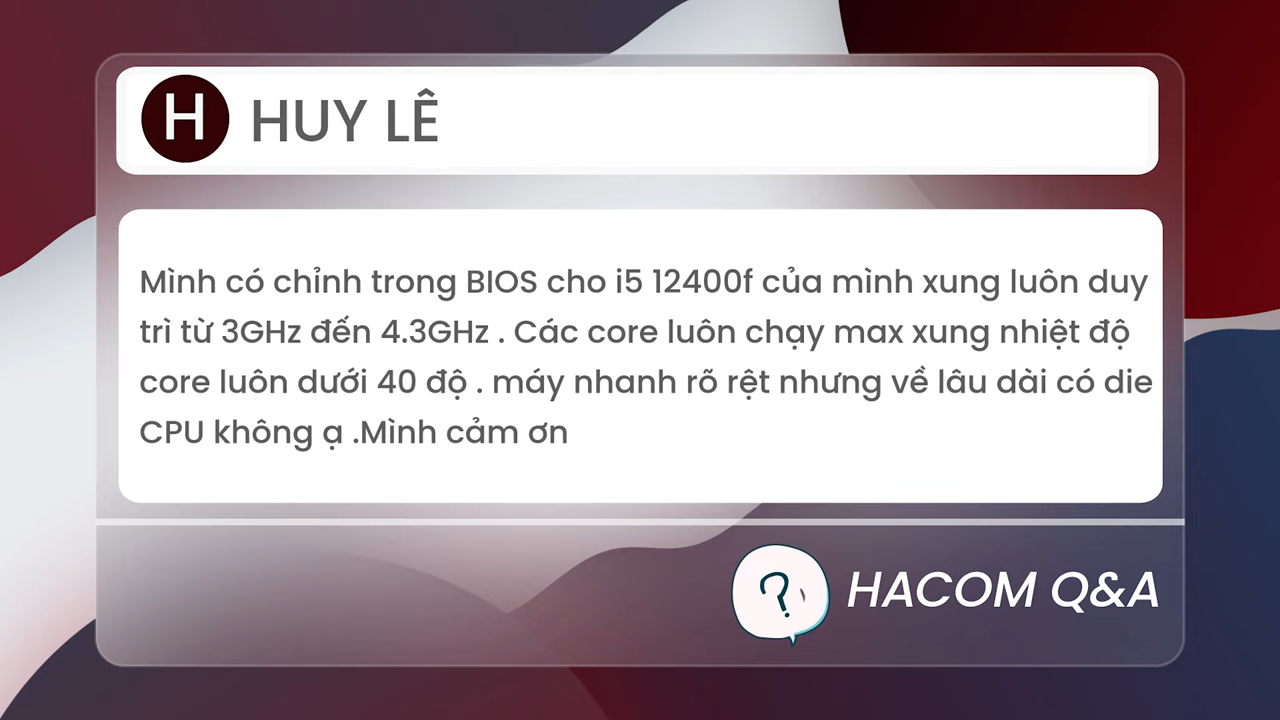 H HUY LÊ
Mình có chỉnh trong BIOS cho i5 12400f của mình xung luôn duy
trì từ 3GHz đến 4.3GHz . Các core luôn chạy max xung nhiệt độ
core luôn dưới 40 độ . máy nhanh rõ rệt nhưng về lâu dài có die
CPU không ạ .Mình cảm ơn
? HACOM Q&A